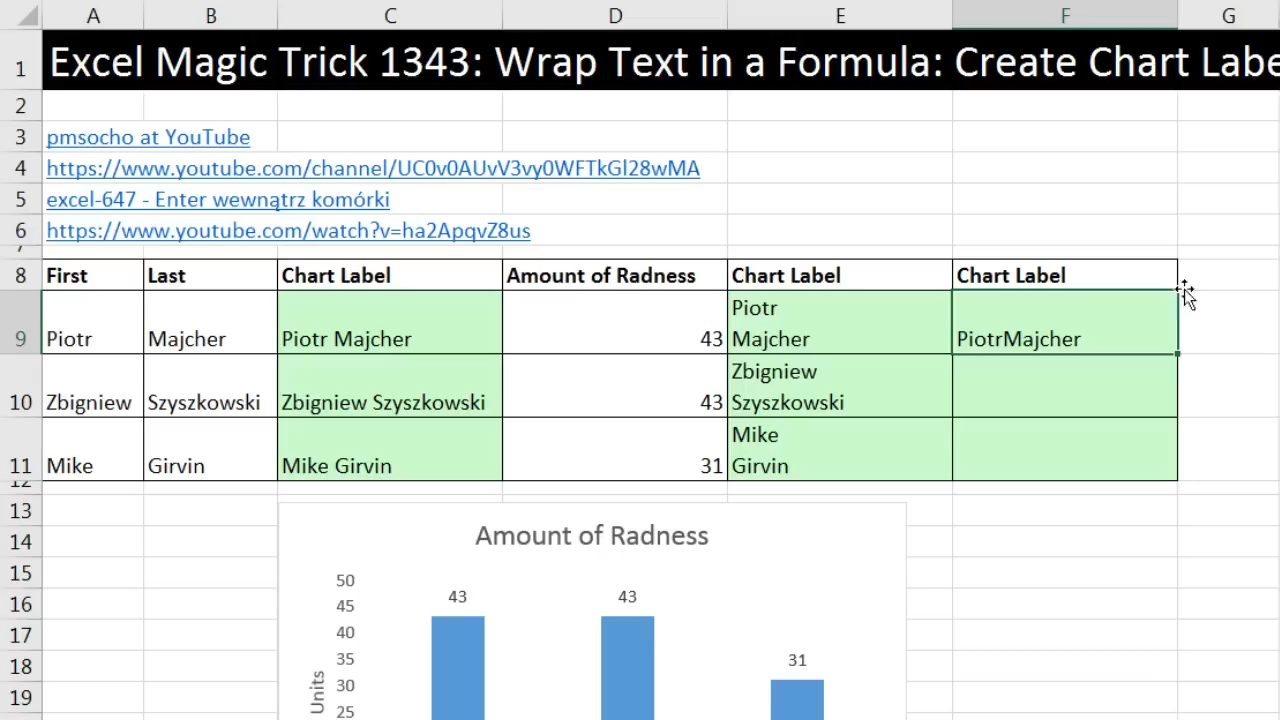 A B C D E F G
1 Excel Magic Trick 1343: Wrap Text in a Formula: Create Chart Labe
2
3 pmsocho at YouTube
4 https://www.youtube.com/channel/UC0v0AUvV3vy0WFTkGl28wMA
5 excel-647 - Enter wewnątrz komórki
6 https://www.youtube.com/watch?v=ha2ApqvZ8us
7
8 First Last Chart Label Amount of Radness Chart Label Chart Label
Piotr
9 Piotr Majcher Piotr Majcher 43 Majcher PiotrMajcher
Zbigniew
10 Zbigniew Szyszkowski Zbigniew Szyszkowski 43 Szyszkowski
Mike
11 Mike Girvin Mike Girvin 31 Girvin
12
13
14 Amount of Radness
15 50
16 45 43 43
17 40
18 35 31
19 30
Units
25